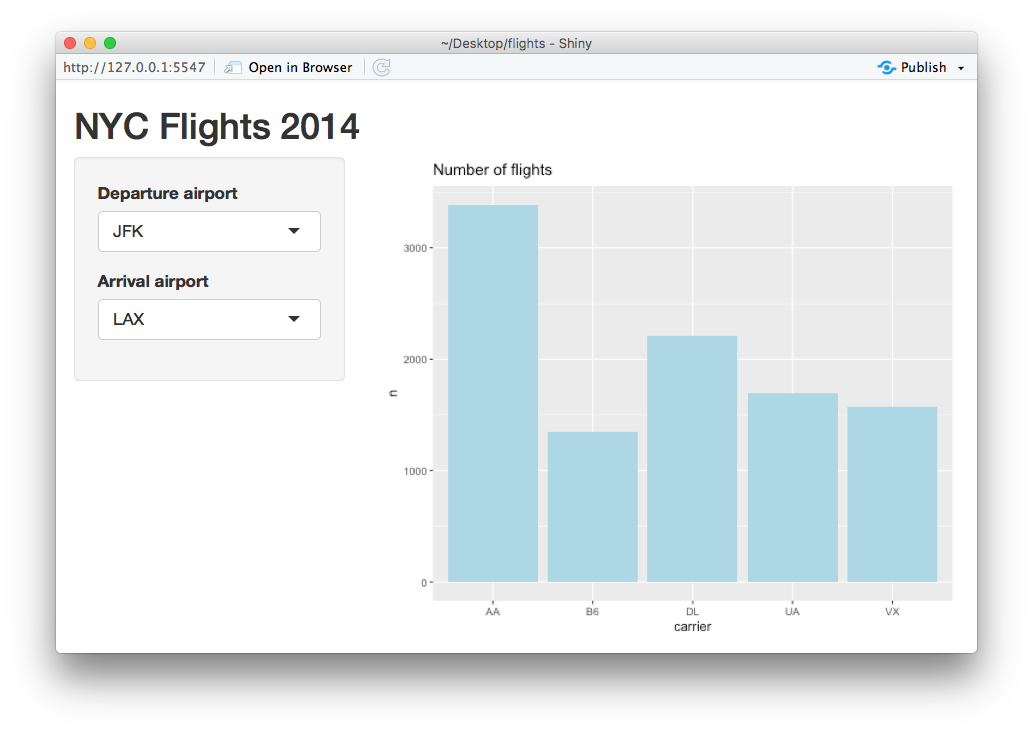 ~/Desktop/flights - Shiny
http://127.0.0.1:5547 Open in Browser Publish
NYC Flights 2014
Departure airport
JFK
Arrival airport
LAX
Number of flights
3000
2000
1000
0
n
AA B6 DL UA VX
carrier